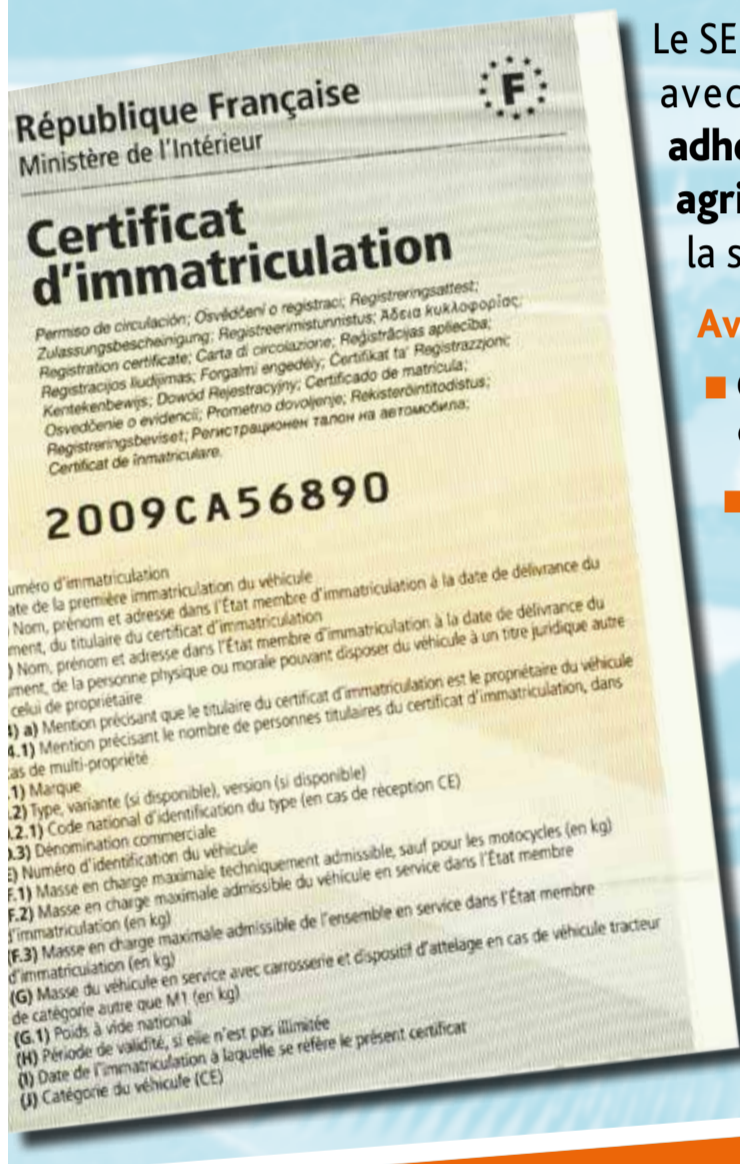 République Française
F
Ministère de l'Intérieur
Certificat
d'immatriculation
Permiso de circulación; Osvědčení o registraci; Registreringsattest;
Zulassungsbescheinigung; Registreerimistunnistus; Άδεια κυκλοφορίας;
Registration certificate; Carta di circolazione; Reģistrācijas apliecība;
Registracijos liudijimas; Forgalmi engedély; Ċertifikat ta' Reġistrazzjoni;
Kentekenbewijs; Dowód Rejestracyjny; Certificado de matrícula;
Osvedčenie o evidencii; Prometno dovoljenje; Rekisteröintitodistus;
Registreringsbeviset; Регистрационен талон на автомобила;
Certificat de înmatriculare.
2009CA56890
uméro d'immatriculation
ate de la première immatriculation du véhicule
Nom, prénom et adresse dans l'État membre d'immatriculation à la date de délivrance du
ment, du titulaire du certificat d'immatriculation
) Nom, prénom et adresse dans l'État membre d'immatriculation à la date de délivrance du
ment, de la personne physique ou morale pouvant disposer du véhicule à un titre juridique autre
celui de propriétaire
) a) Mention précisant que le titulaire du certificat d'immatriculation est le propriétaire du véhicule
4.1) Mention précisant le nombre de personnes titulaires du certificat d'immatriculation, dans
as de multi-propriété
.1) Marque
.2) Type, variante (si disponible), version (si disponible)
.2.1) Code national d'identification du type (en cas de réception CE)
.3) Dénomination commerciale
) Numéro d'identification du véhicule
F.1) Masse en charge maximale techniquement admissible, sauf pour les motocycles (en kg)
F.2) Masse en charge maximale admissible du véhicule en service dans l'État membre
d'immatriculation (en kg)
(F.3) Masse en charge maximale admissible de l'ensemble en service dans l'État membre
d'immatriculation (en kg)
(G) Masse du véhicule en service avec carrosserie et dispositif d'attelage en cas de véhicule tracteur
de catégorie autre que M1 (en kg)
(G.1) Poids à vide national
(H) Période de validité, si elle n'est pas illimitée
(I) Date de l'immatriculation à laquelle se réfère le présent certificat
(J) Catégorie du véhicule (CE)
Le SE
avec
adhé
agri
la s
Av